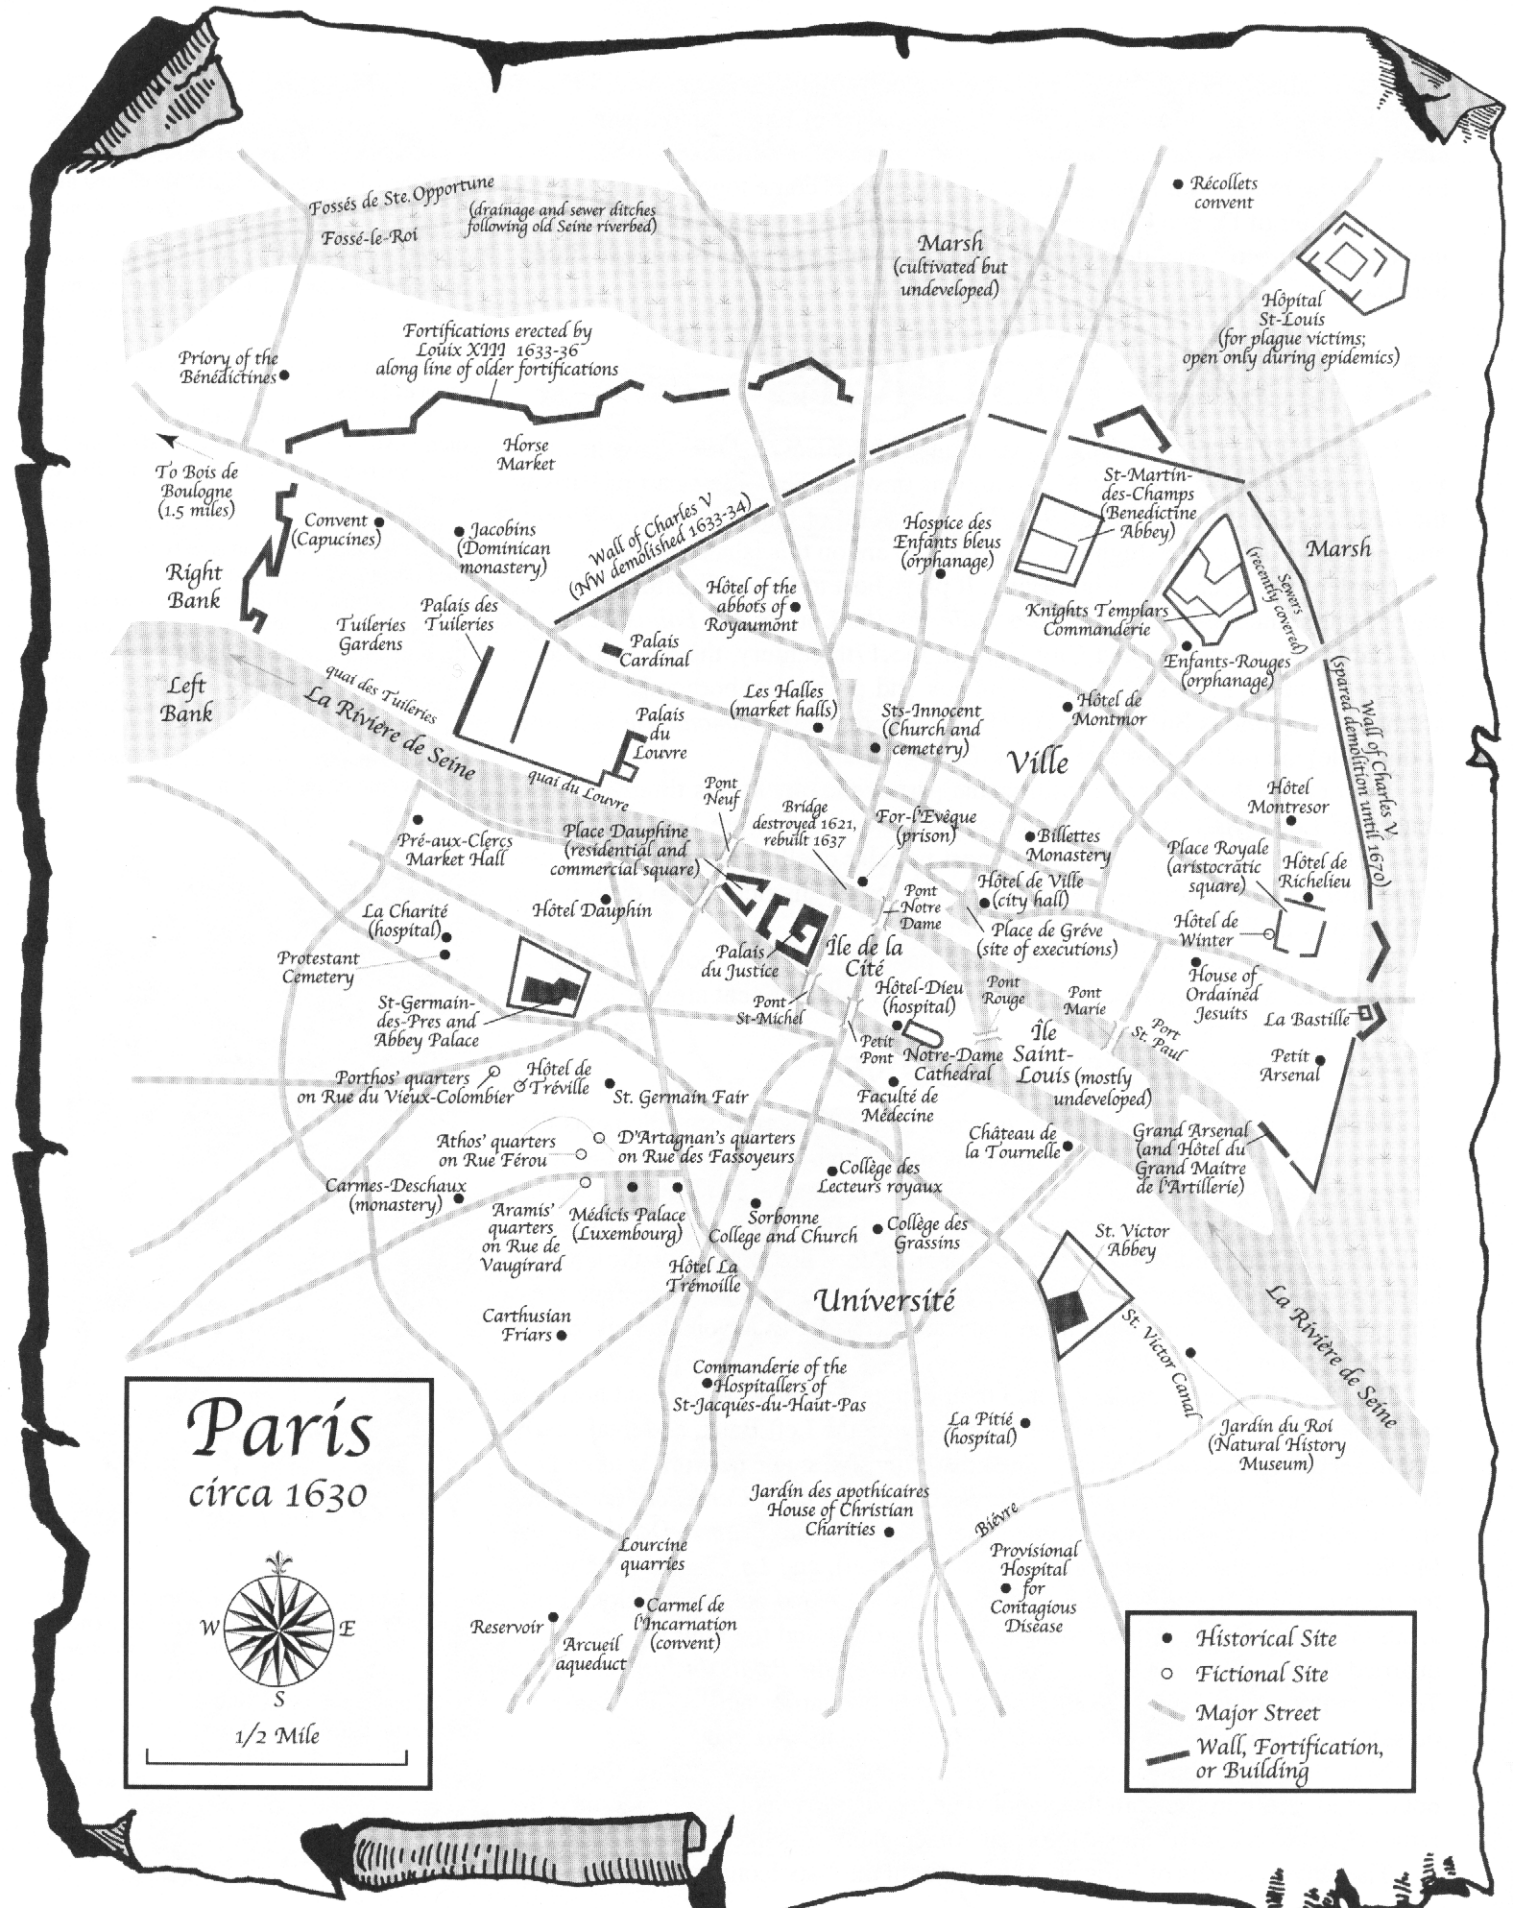 Récollets
convent
Fossés de Ste. Opportune
(drainage and sewer ditches
following old Seine riverbed)
Fossé-le-Roi
Marsh
(cultivated but
undeveloped)
Hôpital
St-Louis
(for plague victims;
open only during epidemics)
Fortifications erected by
Louix XIII 1633-36
along line of older fortifications
Priory of the
Bénédictines
Horse
Market
To Bois de
Boulogne
(1.5 miles)
Convent
(Capucines)
Jacobins
(Dominican
monastery)
Wall of Charles V
(NW demolished 1633-34)
Hospice des
Enfants bleus
(orphanage)
St-Martin-
des-Champs
(Benedictine
Abbey)
Marsh
Sewers
(recently covered)
Right
Bank
Tuileries
Gardens
Palais des
Tuileries
Hôtel of the
abbots of
Royaumont
Knights Templars
Commanderie
Palais
Cardinal
Enfants-Rouges
(orphanage)
Left
Bank
quai des Tuileries
La Rivière de Seine
Palais
du
Louvre
quai du Louvre
Les Halles
(market halls)
Sts-Innocent
(Church and
cemetery)
Hôtel de
Montmor
Ville
Wall of Charles V
(spared demolition until 1670)
Pont
Neuf
Bridge
destroyed 1621,
rebuilt 1637
For-l'Evêque
(prison)
Hôtel
Montresor
Pré-aux-Clercs
Market Hall
Place Dauphine
(residential and
commercial square)
Billettes
Monastery
Place Royale
(aristocratic
square)
Hôtel de
Richelieu
Hôtel de Ville
(city hall)
Pont
Notre
Dame
La Charité
(hospital)
Hôtel Dauphin
Place de Gréve
(site of executions)
Hôtel de
Winter
Protestant
Cemetery
Palais
du Justice
Île de la
Cité
House of
Ordained
Jesuits
St-Germain-
des-Pres and
Abbey Palace
Pont
St-Michel
Hôtel-Dieu
(hospital)
Pont
Rouge
Pont
Marie
Port
St. Paul
La Bastille
Petit
Pont
Notre-Dame
Cathedral
Île
Saint-
Louis (mostly
undeveloped)
Petit
Arsenal
Porthos' quarters
on Rue du Vieux-Colombier
Hôtel de
Tréville
St. Germain Fair
Faculté de
Médecine
Athos' quarters
on Rue Férou
D'Artagnan's quarters
on Rue des Fassoyeurs
Château de
la Tournelle
Grand Arsenal
(and Hôtel du
Grand Maître
de l'Artillerie)
Carmes-Deschaux
(monastery)
Collège des
Lecteurs royaux
Aramis'
quarters
on Rue de
Vaugirard
Médicis Palace
(Luxembourg)
Sorbonne
College and Church
Collège des
Grassins
St. Victor
Abbey
Hôtel La
Trémoille
Université
La Rivière de Seine
Carthusian
Friars
St. Victor Canal
Commanderie of the
Hospitallers of
St-Jacques-du-Haut-Pas
La Pitié
(hospital)
Jardin du Roi
(Natural History
Museum)
Jardin des apothicaires
House of Christian
Charities
Biévre
Lourcine
quarries
Provisional
Hospital
for
Contagious
Disease
Reservoir
Carmel de
l'Incarnation
(convent)
Arcueil
aqueduct
Paris
circa 1630
W
E
S
1/2 Mile
Historical Site
Fictional Site
Major Street
Wall, Fortification,
or Building